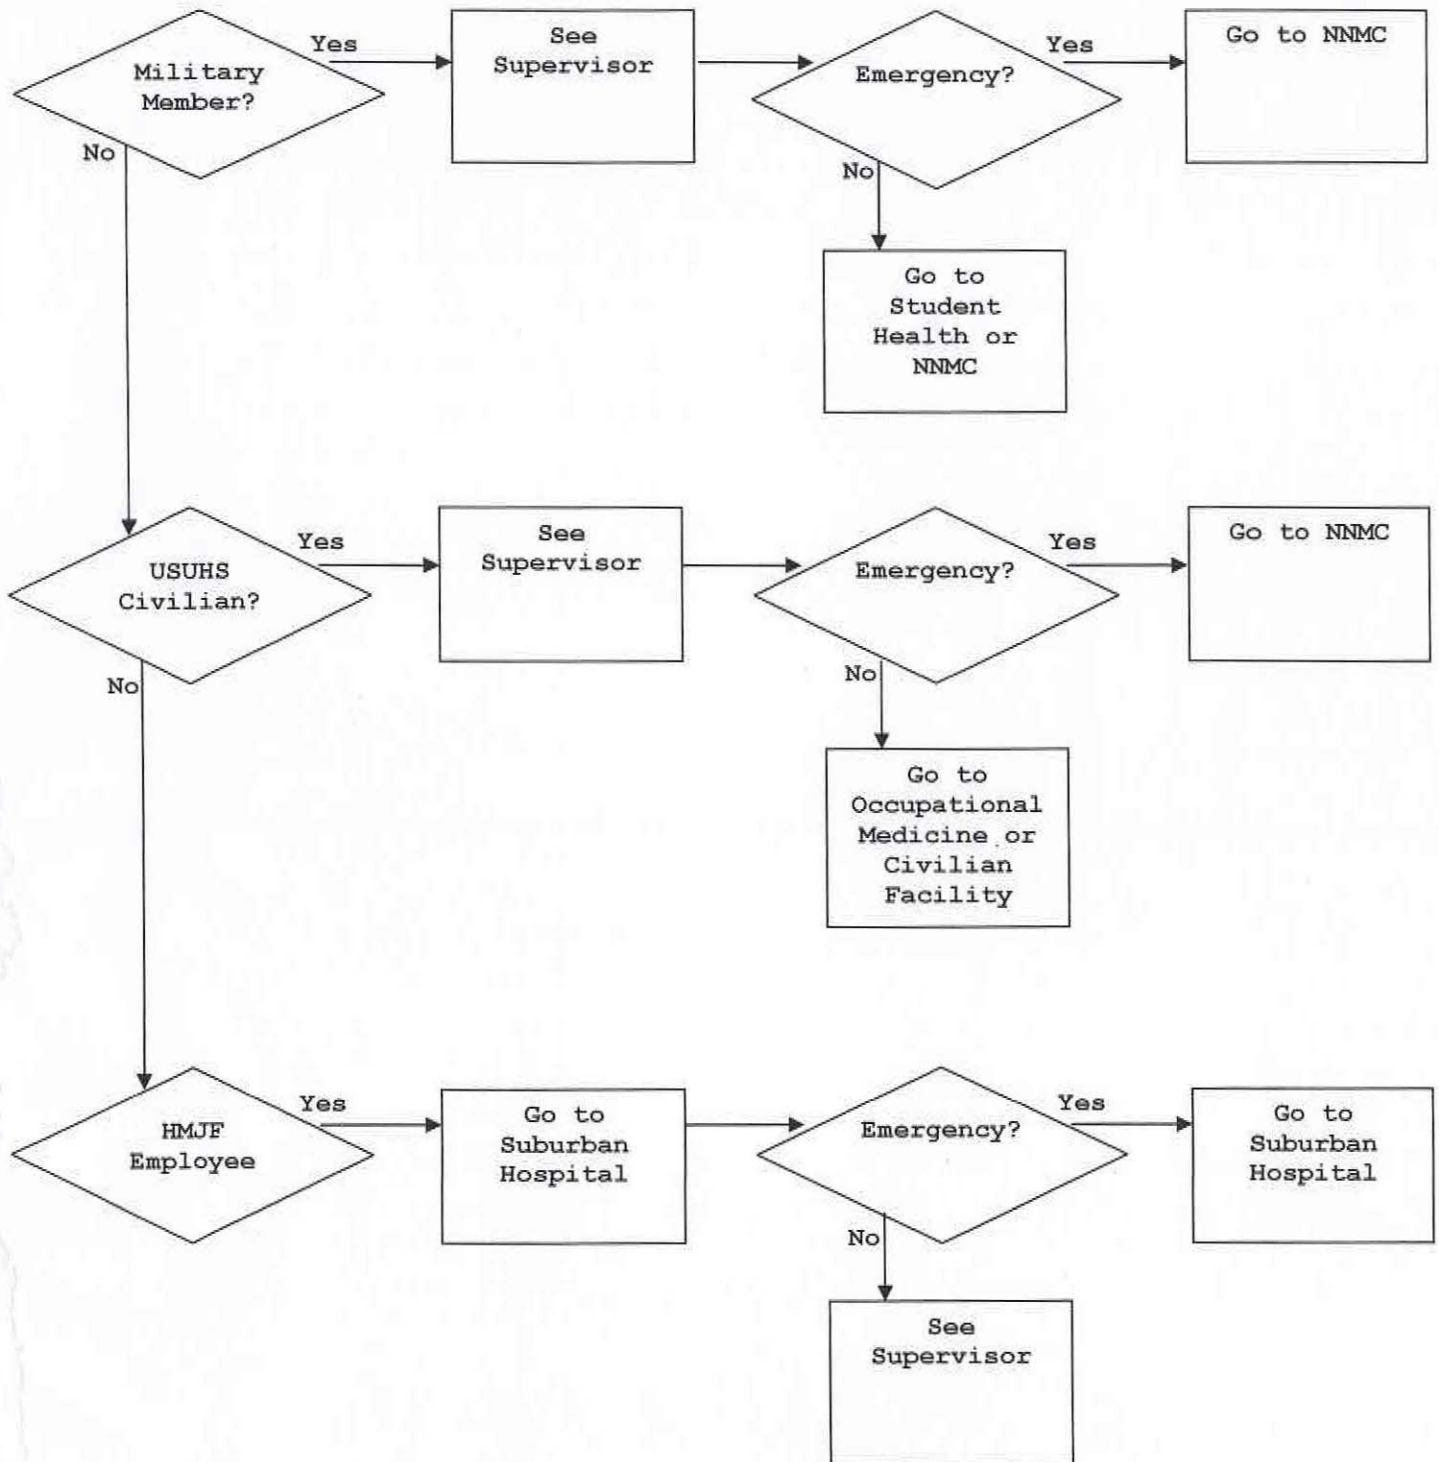 Military
Member?
Yes
See
Supervisor
Emergency?
Yes
Go to NNMC
No
No
Go to
Student
Health or
NNMC
USUHS
Civilian?
Yes
See
Supervisor
Emergency?
Yes
Go to NNMC
No
No
Go to
Occupational
Medicine or
Civilian
Facility
HMJF
Employee
Yes
Go to
Suburban
Hospital
Emergency?
Yes
Go to
Suburban
Hospital
No
See
Supervisor